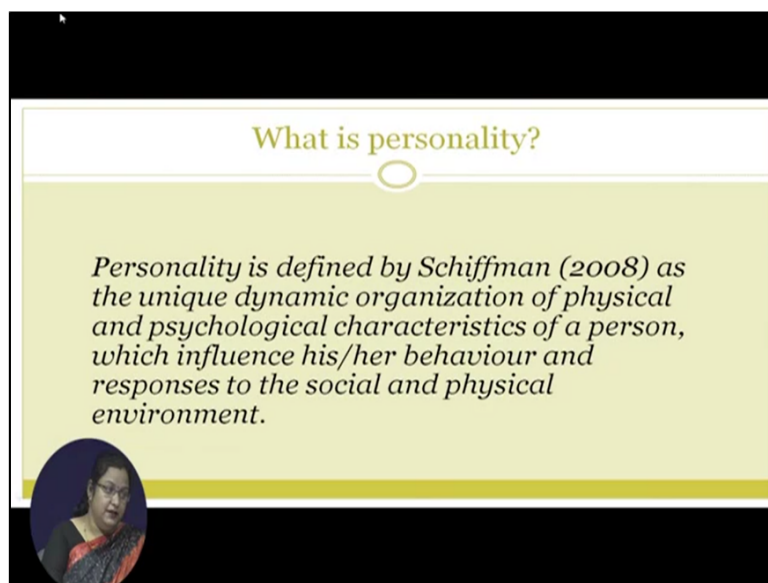 What is personality?
Personality is defined by Schiffman (2008) as
the unique dynamic organization of physical
and psychological characteristics of a person,
which influence his/her behaviour and
responses to the social and physical
environment.